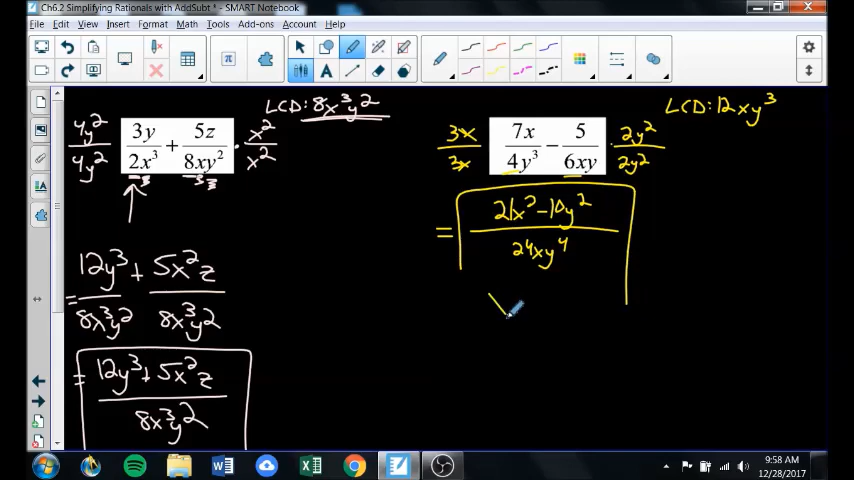 Ch6.2 Simplifying Rationals with AddSubt * - SMART Notebook
File Edit View Insert Format Math Tools Add-ons Account Help
LCD: 8x³y²
4y²/4y² 3y/2x³ + 5z/8xy² · x²/x²
= 12y³/8x³y² + 5x²z/8x³y²
= (12y³ + 5x²z)/8x³y²
LCD: 12xy³
3x/3x 7x/4y³ - 5/6xy · 2y²/2y²
= (21x² - 10y²)/24xy⁴
9:58 AM
12/28/2017